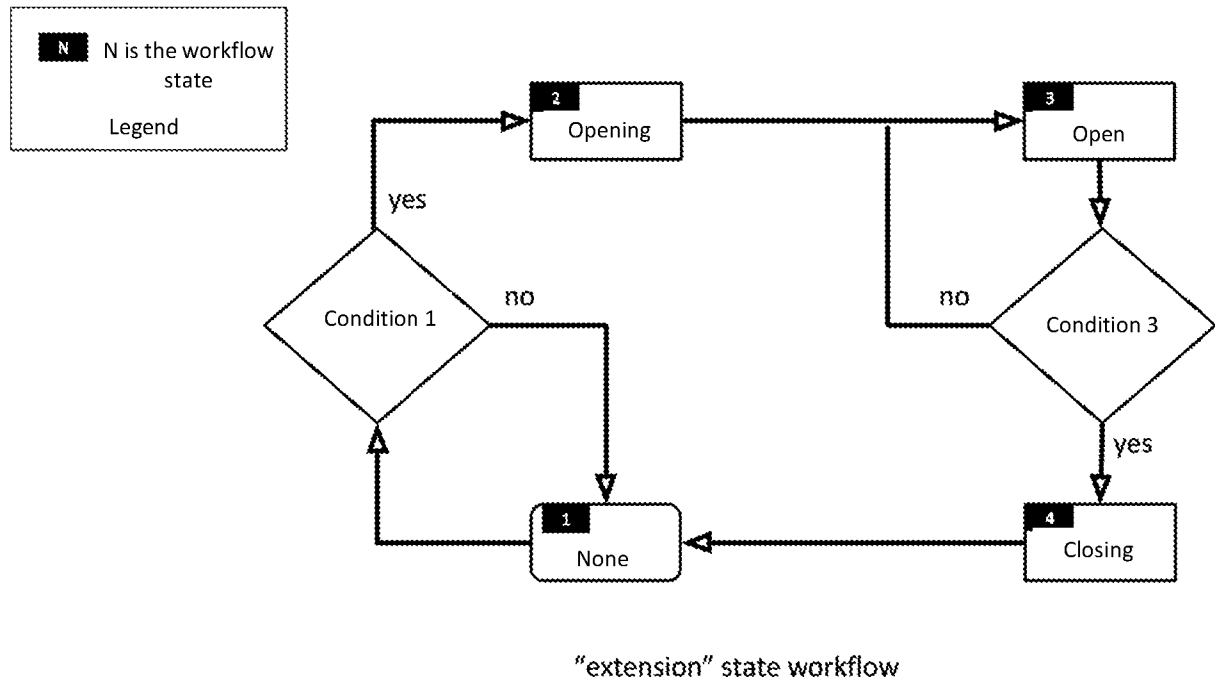 N N is the workflow
state
Legend
2
Opening
3
Open
yes
Condition 1
no
no
Condition 3
yes
1
None
4
Closing
"extension" state workflow